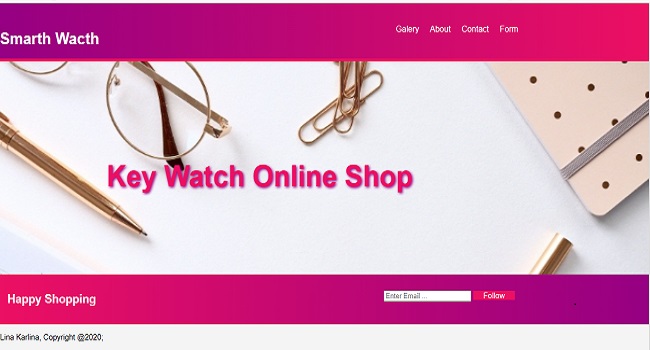 Smarth Wacth
Galery About Contact Form
Key Watch Online Shop
Happy Shopping
Enter Email ...
Follow
Lina Karlina, Copyright @2020;